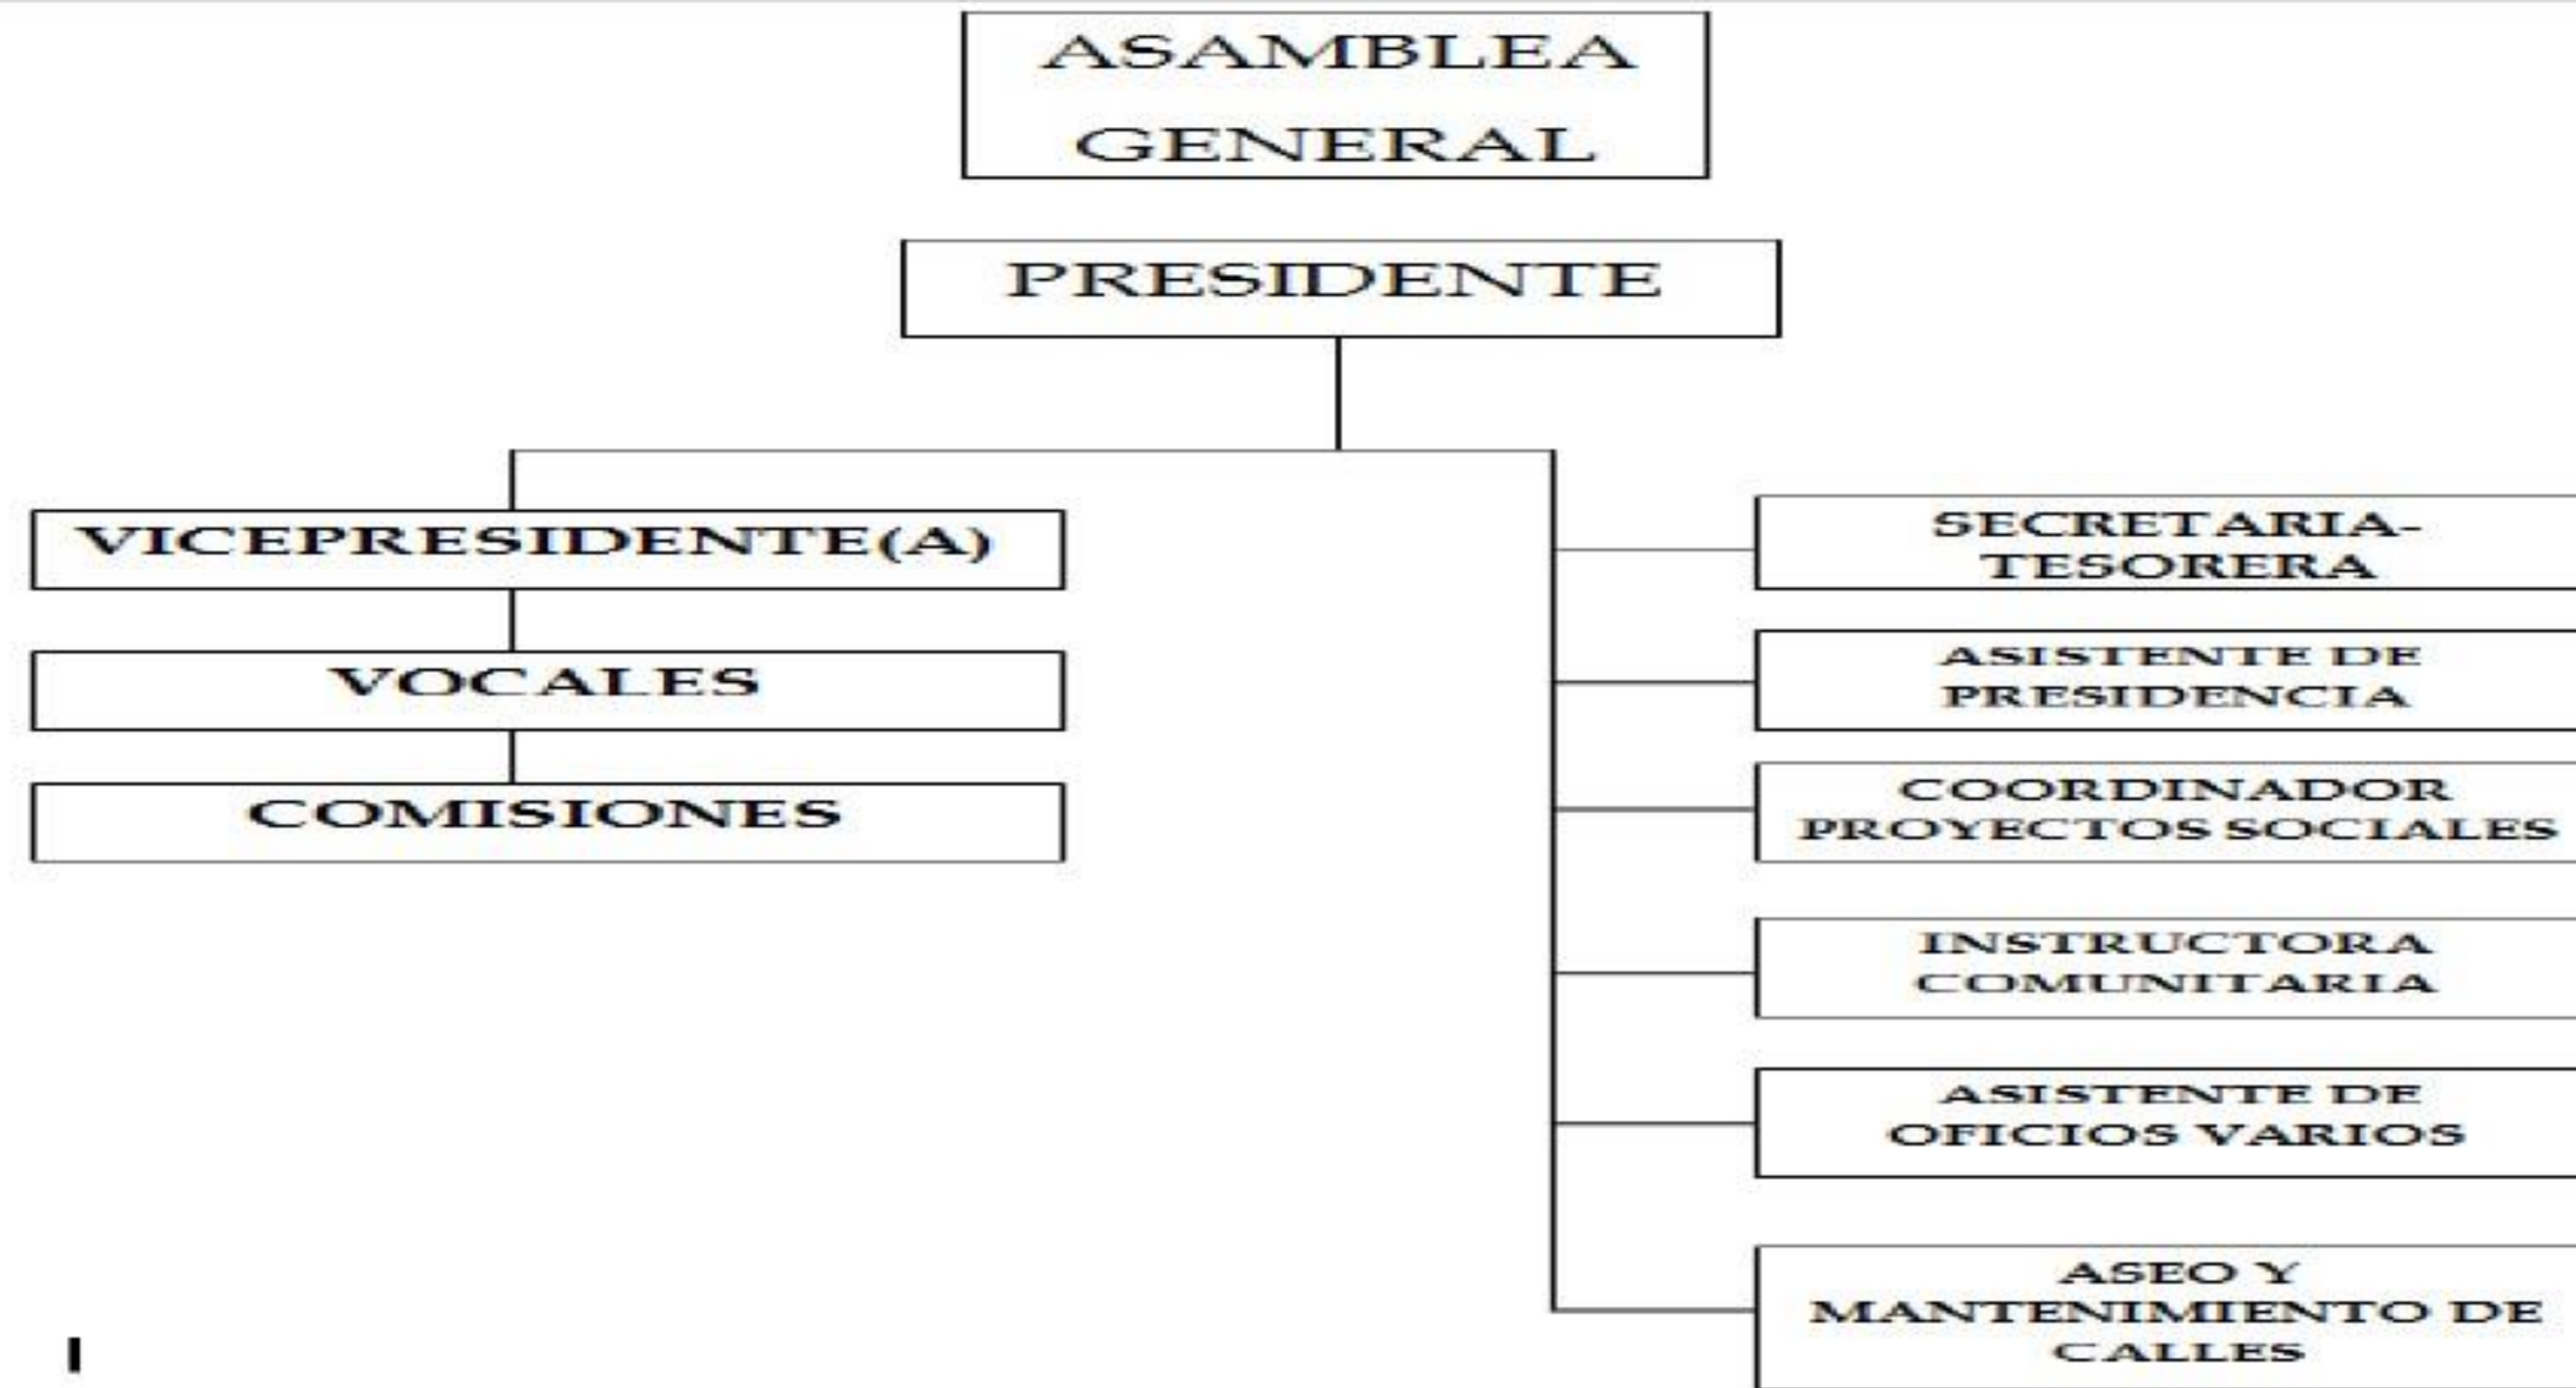 ASAMBLEA
GENERAL
PRESIDENTE
VICEPRESIDENTE(A)
VOCALES
COMISIONES
SECRETARIA-
TESORERA
ASISTENTE DE
PRESIDENCIA
COORDINADOR
PROYECTOS SOCIALES
INSTRUCTORA
COMUNITARIA
ASISTENTE DE
OFICIOS VARIOS
ASEO Y
MANTENIMIENTO DE
CALLES